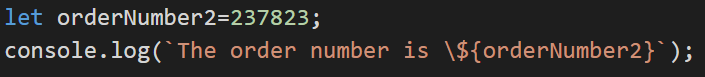 let orderNumber2=237823;
console.log(`The order number is \${orderNumber2}`);